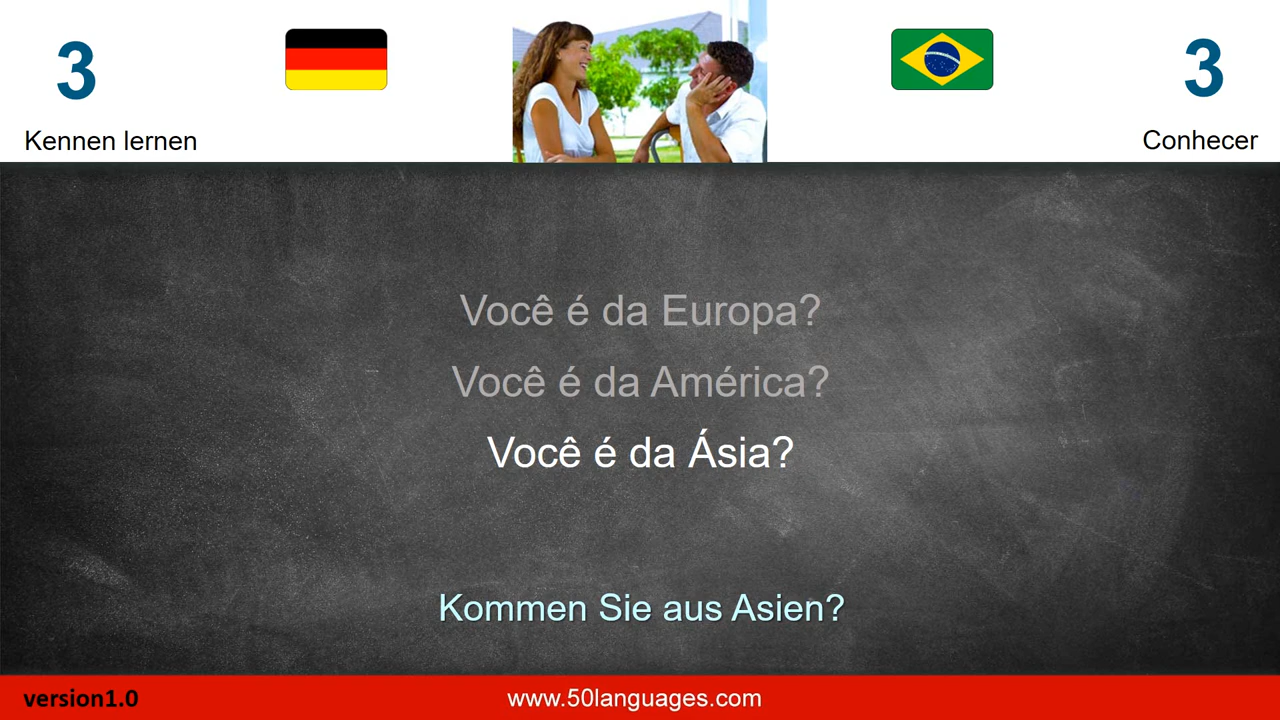 3
3
Kennen lernen
Conhecer
Você é da Europa?
Você é da América?
Você é da Ásia?
Kommen Sie aus Asien?
version1.0
www.50languages.com